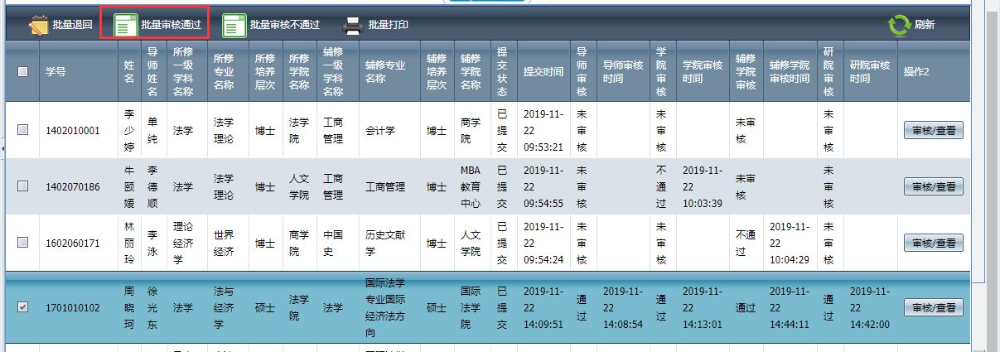 批量退回 批量审核通过 批量审核不通过 批量打印 刷新
学号 姓名 导师姓名 所修一级学科名称 所修专业名称 所修培养层次 所修学院名称 辅修一级学科名称 辅修专业名称 辅修培养层次 辅修学院名称 提交状态 提交时间 导师审核 导师审核时间 学院审核 学院审核时间 辅修学院审核 辅修学院审核时间 研院审核 研院审核时间 操作2
1402010001 李少婷 单纯 法学 法学理论 博士 法学院 工商管理 会计学 博士 商学院 已提交 2019-11-22 09:53:21 未审核 未审核 未审核 未审核 审核/查看
1402070186 牛颐媛 李德顺 法学 法学理论 博士 人文学院 工商管理 工商管理 博士 MBA教育中心 已提交 2019-11-22 09:54:55 未审核 不通过 2019-11-22 10:03:39 未审核 未审核 审核/查看
1602060171 林丽玲 李泳 理论经济学 世界经济 博士 商学院 中国史 历史文献学 博士 人文学院 已提交 2019-11-22 09:54:24 未审核 未审核 不通过 2019-11-22 10:04:29 未审核 审核/查看
1701010102 周晓珂 徐光东 法学 法与经济学 硕士 法学院 法学 国际法学专业国际经济法方向 硕士 国际法学院 已提交 2019-11-22 14:09:51 通过 2019-11-22 14:08:54 通过 2019-11-22 14:13:01 通过 2019-11-22 14:44:11 通过 2019-11-22 14:42:00 审核/查看